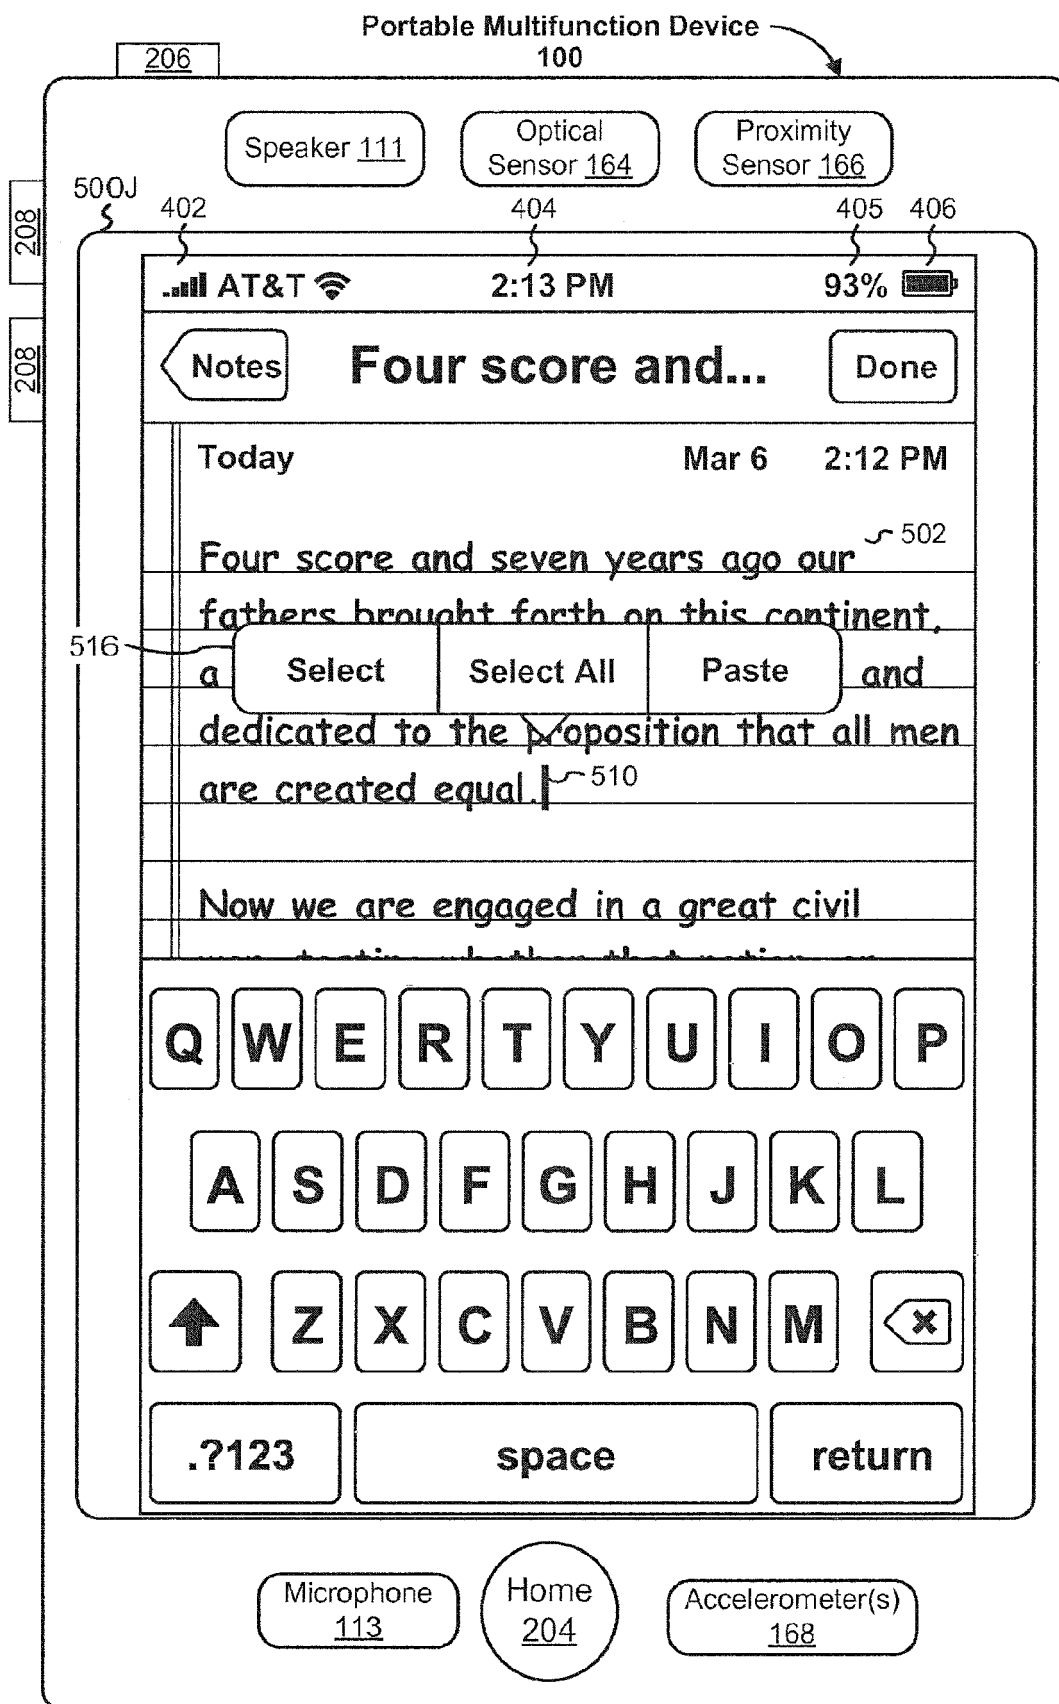 Portable Multifunction Device
100
206
Speaker 111
Optical
Sensor 164
Proximity
Sensor 166
208
208
500J
402
404
405
406
AT&T
2:13 PM
93%
Notes
Four score and...
Done
Today
Mar 6
2:12 PM
Four score and seven years ago our
502
fathers brought forth on this continent,
516
a
Select
Select All
Paste
and
dedicated to the proposition that all men
are created equal.
510
Now we are engaged in a great civil
Q W E R T Y U I O P
A S D F G H J K L
Z X C V B N M
.?123
space
return
Microphone
113
Home
204
Accelerometer(s)
168